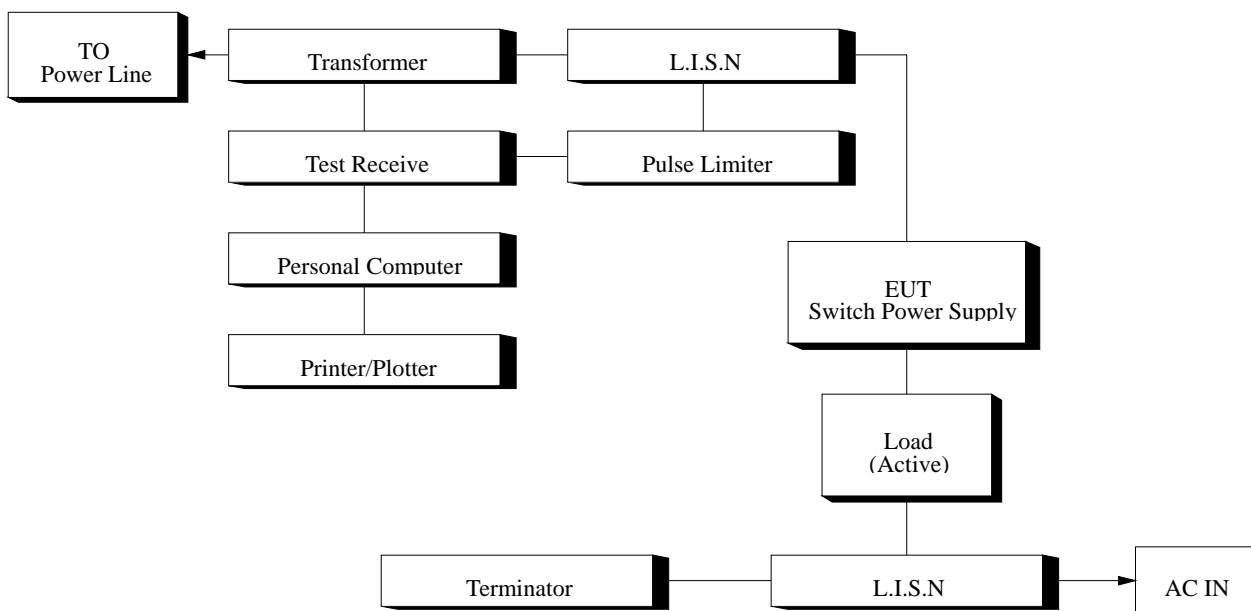 TO
Power Line
Transformer
L.I.S.N
Test Receive
Pulse Limiter
Personal Computer
EUT
Switch Power Supply
Printer/Plotter
Load
(Active)
Terminator
L.I.S.N
AC IN